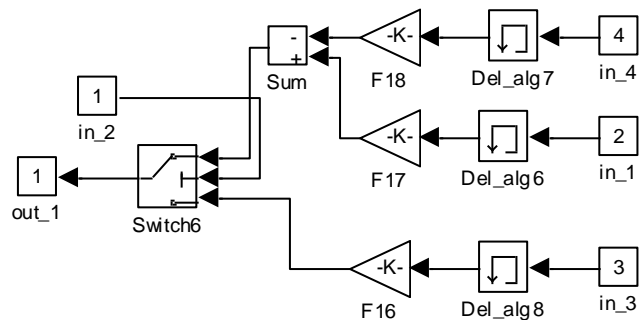 -
+
Sum
-K-
F18
Del_alg7
4
in_4
1
in_2
-K-
F17
Del_alg6
2
in_1
1
out_1
Switch6
-K-
F16
Del_alg8
3
in_3